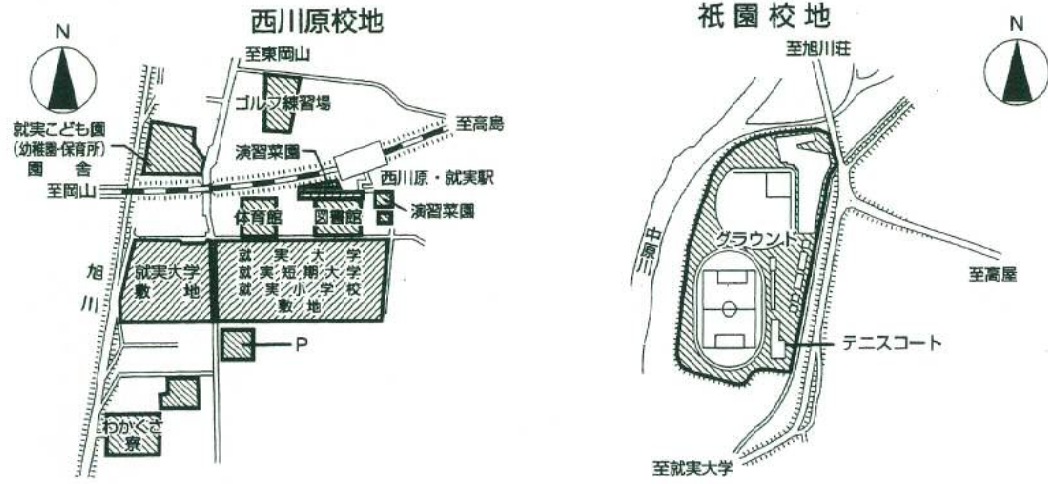 西川原校地
N
至東岡山
ゴルフ練習場
就実こども園
(幼稚園・保育所)
園舎
至高島
演習菜園
至岡山
西川原・就実駅
体育館
図書館
演習菜園
旭川
就実大学
敷地
就実大学
就実短期大学
就実小学校
敷地
P
わかくさ
寮
祇園校地
N
至旭川荘
中原川
グラウンド
至高屋
テニスコート
至就実大学